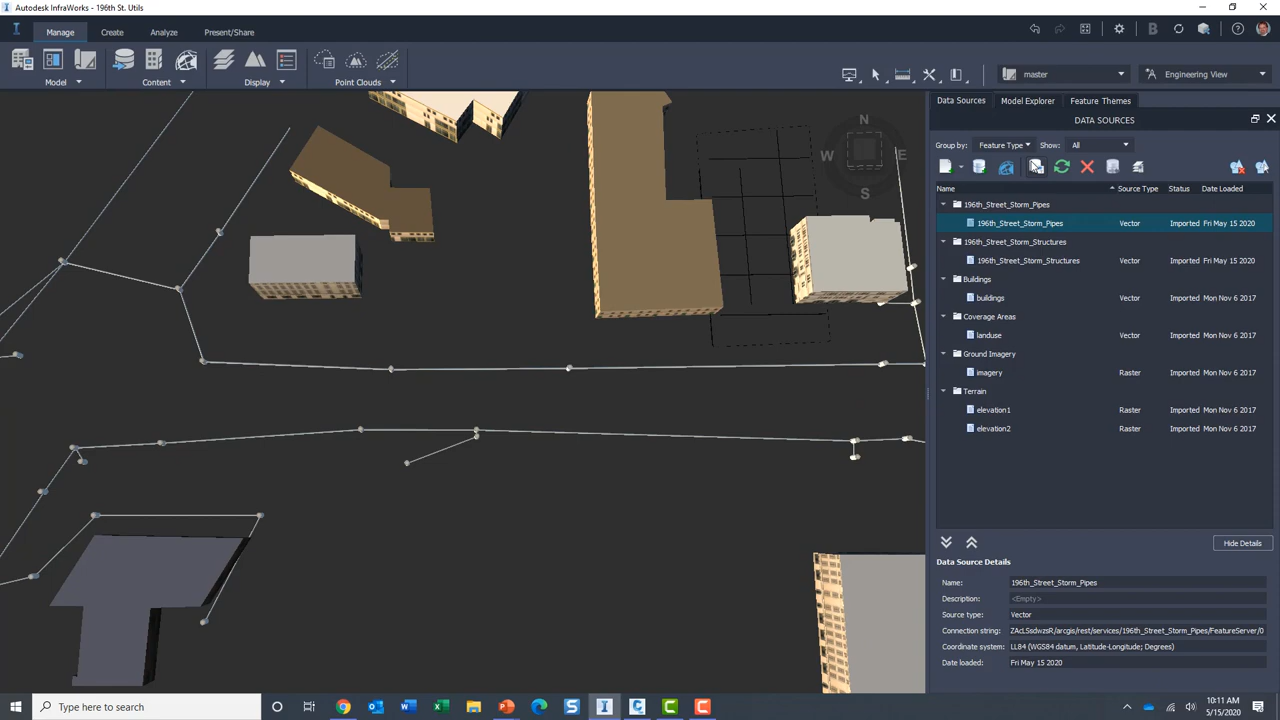 Autodesk InfraWorks - 196th St. Utils
Manage Create Analyze Present/Share
Model Content Display Point Clouds
master Engineering View
N
W E
S
Data Sources Model Explorer Feature Themes
DATA SOURCES
Group by: Feature Type Show: All
Name Source Type Status Date Loaded
196th_Street_Storm_Pipes
196th_Street_Storm_Pipes Vector Imported Fri May 15 2020
196th_Street_Storm_Structures
196th_Street_Storm_Structures Vector Imported Fri May 15 2020
Buildings
buildings Vector Imported Mon Nov 6 2017
Coverage Areas
landuse Vector Imported Mon Nov 6 2017
Ground Imagery
imagery Raster Imported Mon Nov 6 2017
Terrain
elevation1 Raster Imported Mon Nov 6 2017
elevation2 Raster Imported Mon Nov 6 2017
Hide Details
Data Source Details
Name: 196th_Street_Storm_Pipes
Description: <Empty>
Source type: Vector
Connection string: ZAcLSsdwzsR/arcgis/rest/services/196th_Street_Storm_Pipes/FeatureServer/0
Coordinate system: LL84 (WGS84 datum, Latitude-Longitude; Degrees)
Date loaded: Fri May 15 2020
Type here to search
10:11 AM
5/15/2020